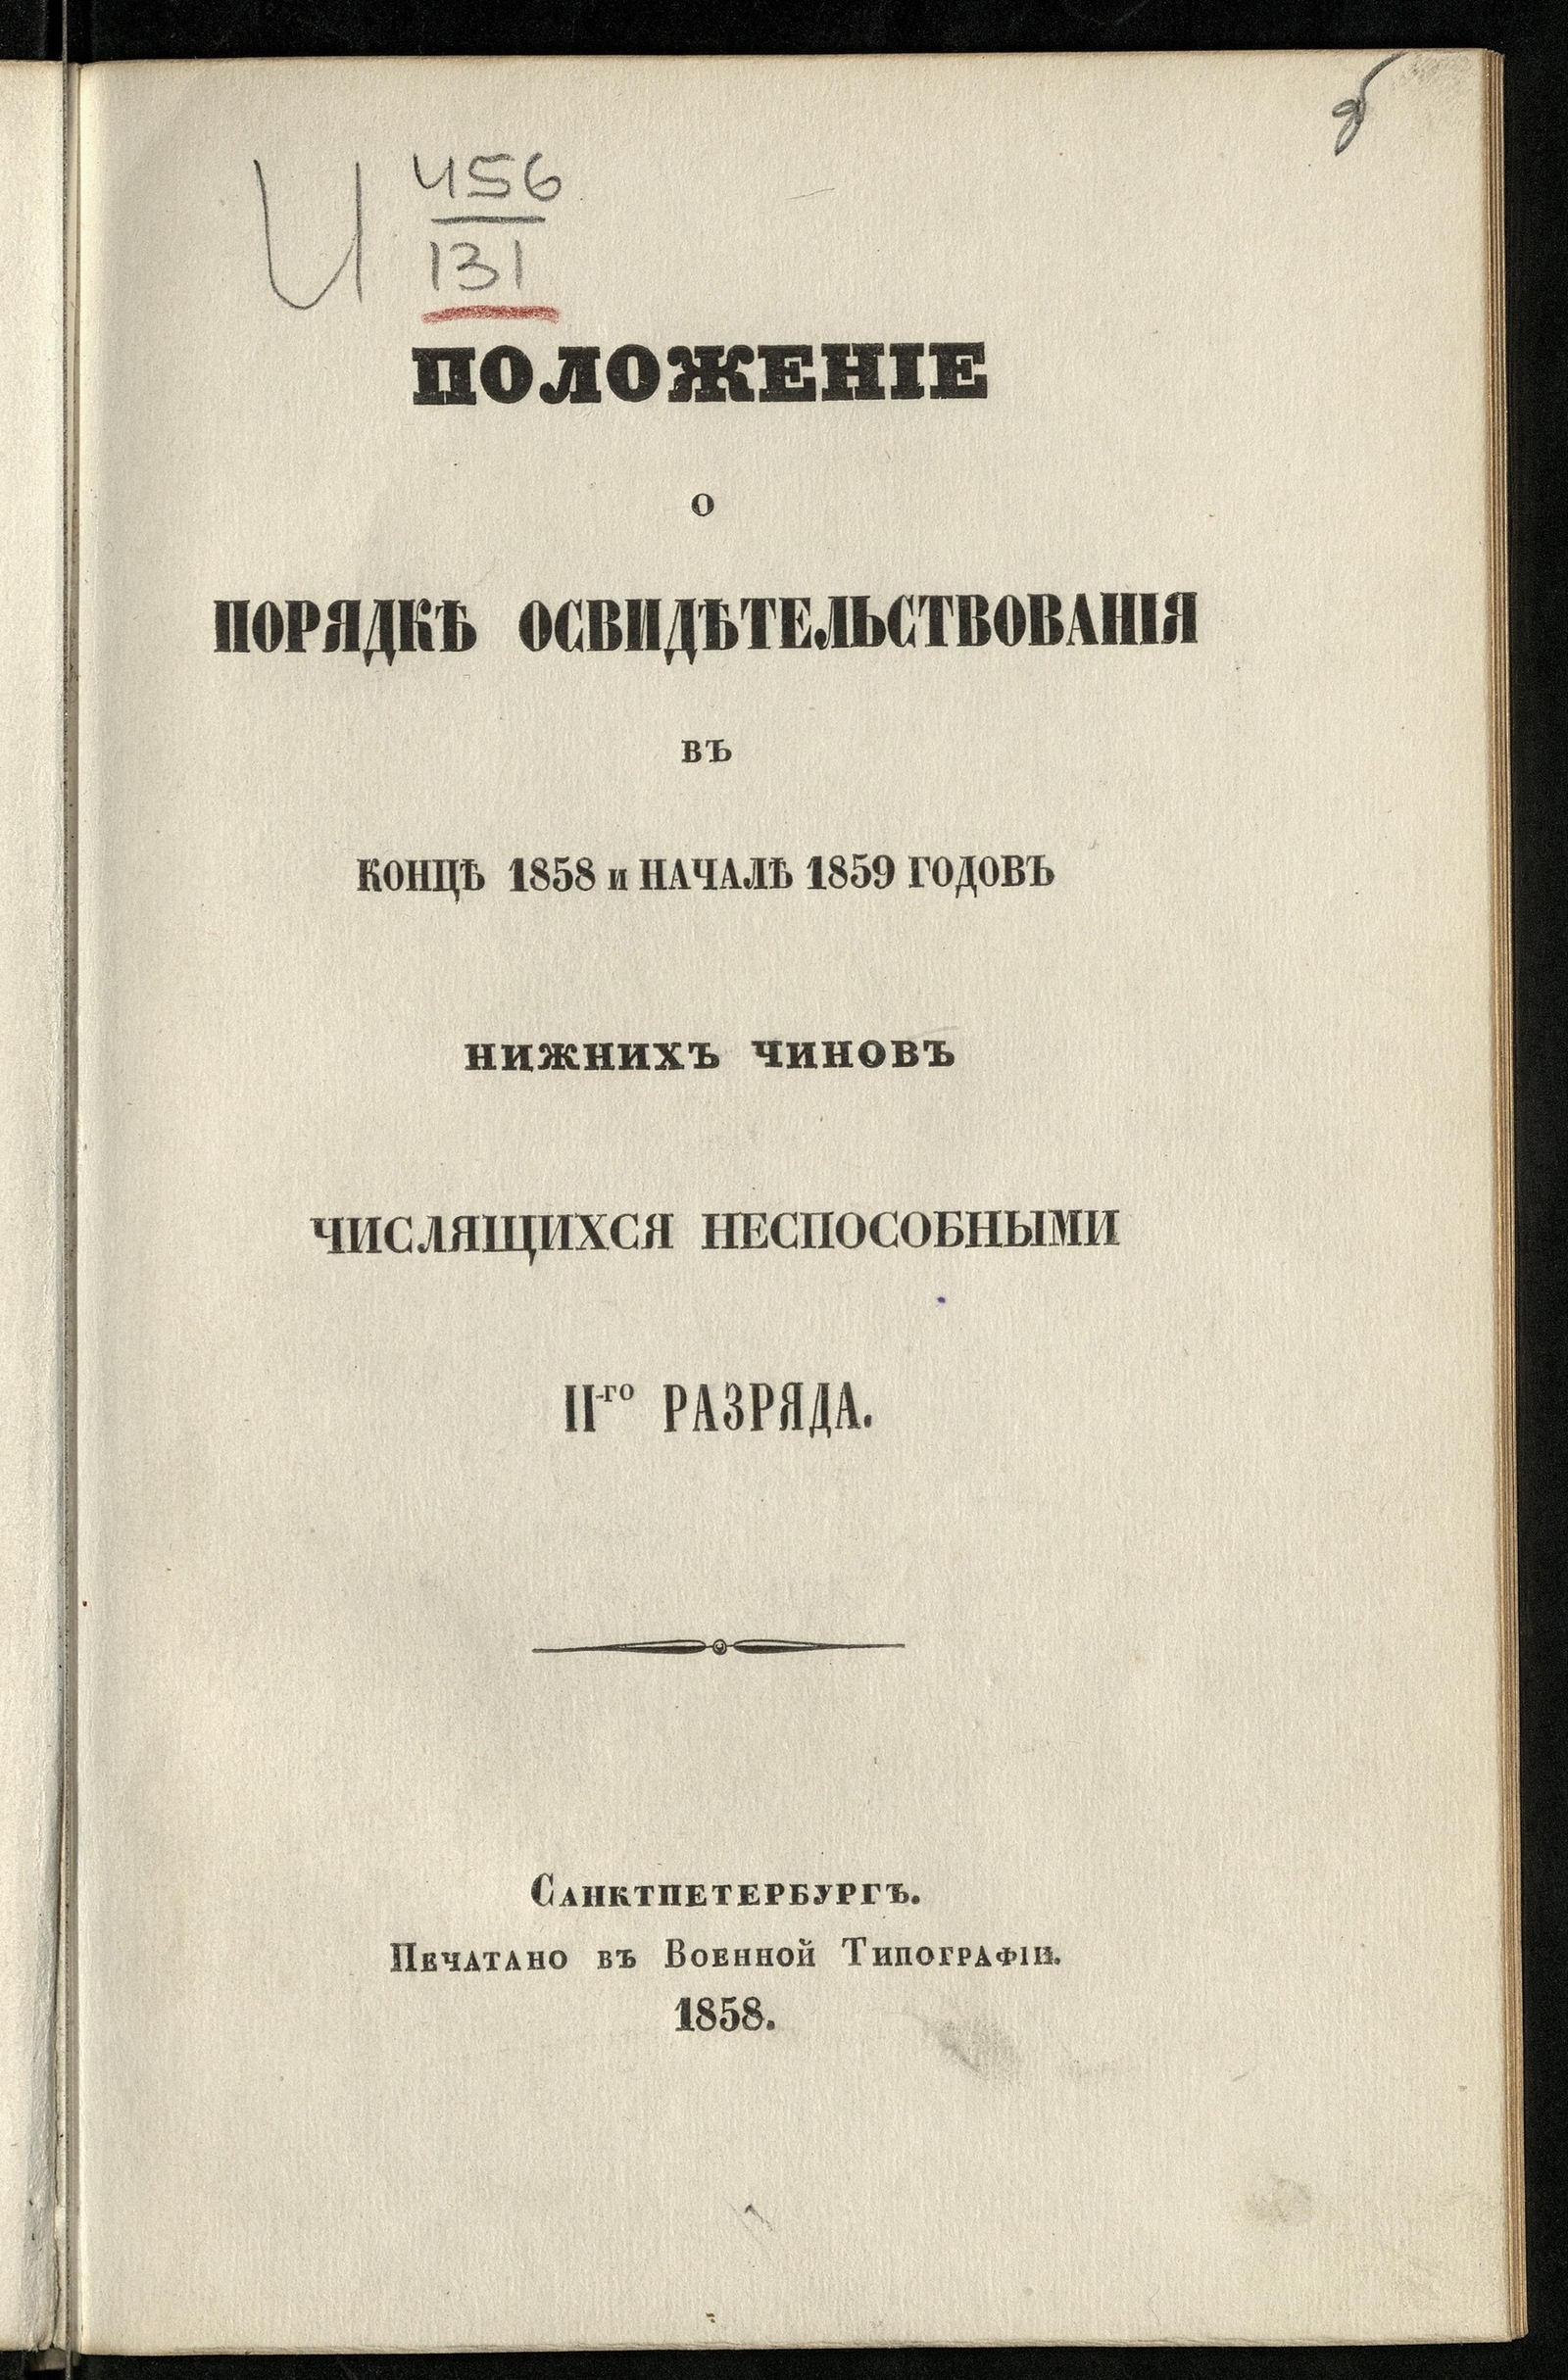 И 456
131
ПОЛОЖЕНІЕ
О
ПОРЯДКѢ ОСВИДѢТЕЛЬСТВОВАНІЯ
ВЪ
КОНЦѢ 1858 и НАЧАЛѢ 1859 ГОДОВЪ
НИЖНИХЪ ЧИНОВЪ
ЧИСЛЯЩИХСЯ НЕСПОСОБНЫМИ
II-го РАЗРЯДА.
Санктпетербургъ.
Печатано въ Военной Типографіи.
1858.